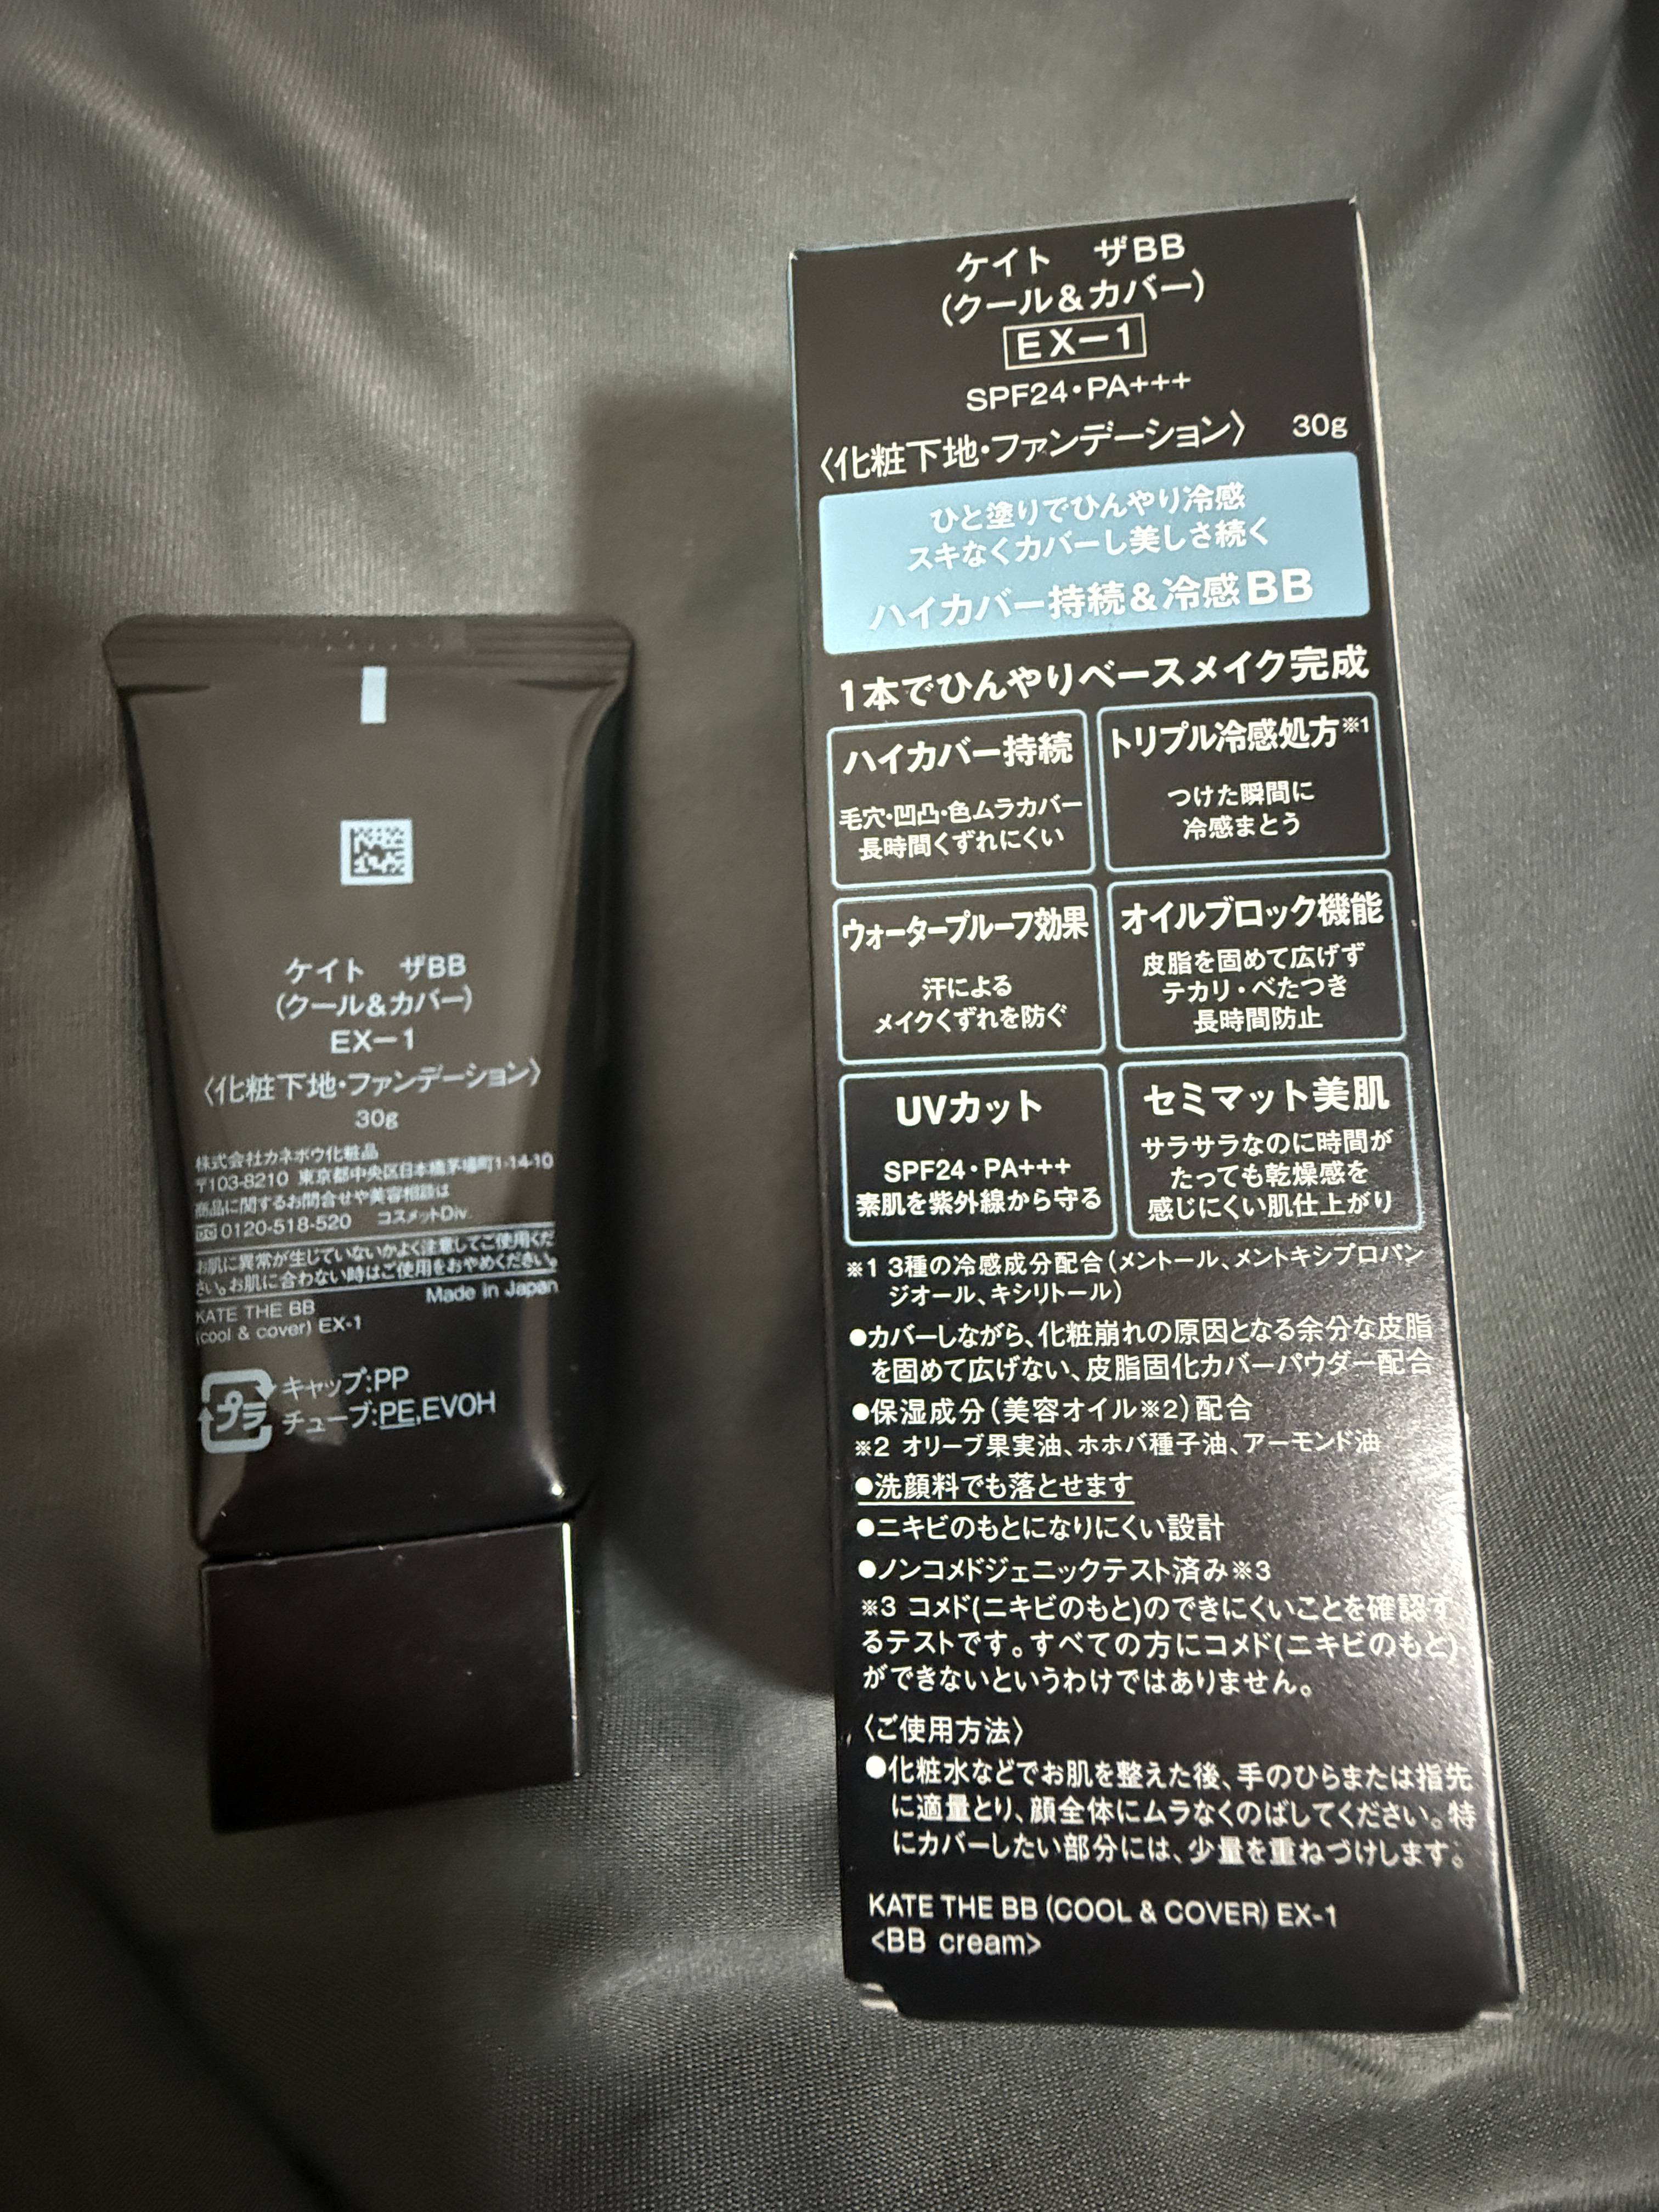 ケイト ザBB
(クール&カバー)
EX-1
〈化粧下地・ファンデーション〉
30g
株式会社カネボウ化粧品
〒103-8210 東京都中央区日本橋茅場町1-14-10
商品に関するお問合せや美容相談は
0120-518-520 コスメットDiv.
お肌に異常が生じていないかよく注意してご使用くだ
さい。お肌に合わない時はご使用をおやめください。
Made in Japan
KATE THE BB
(cool & cover) EX-1
プラ
キャップ:PP
チューブ:PE,EVOH
ケイト ザBB
(クール&カバー)
EX-1
SPF24・PA+++
〈化粧下地・ファンデーション〉 30g
ひと塗りでひんやり冷感
スキなくカバーし美しさ続く
ハイカバー持続&冷感BB
1本でひんやりベースメイク完成
ハイカバー持続
毛穴・凹凸・色ムラカバー
長時間くずれにくい
トリプル冷感処方※1
つけた瞬間に
冷感まとう
ウォータープルーフ効果
汗による
メイクくずれを防ぐ
オイルブロック機能
皮脂を固めて広げず
テカリ・べたつき
長時間防止
UVカット
SPF24・PA+++
素肌を紫外線から守る
セミマット美肌
サラサラなのに時間が
たっても乾燥感を
感じにくい肌仕上がり
※1 3種の冷感成分配合(メントール、メントキシプロパン
ジオール、キシリトール)
●カバーしながら、化粧崩れの原因となる余分な皮脂
を固めて広げない、皮脂固化カバーパウダー配合
●保湿成分(美容オイル※2)配合
※2 オリーブ果実油、ホホバ種子油、アーモンド油
●洗顔料でも落とせます
●ニキビのもとになりにくい設計
●ノンコメドジェニックテスト済み※3
※3 コメド(ニキビのもと)のできにくいことを確認す
るテストです。すべての方にコメド(ニキビのもと)
ができないというわけではありません。
〈ご使用方法〉
●化粧水などでお肌を整えた後、手のひらまたは指先
に適量とり、顔全体にムラなくのばしてください。特
にカバーしたい部分には、少量を重ねづけします。
KATE THE BB (COOL & COVER) EX-1
<BB cream>